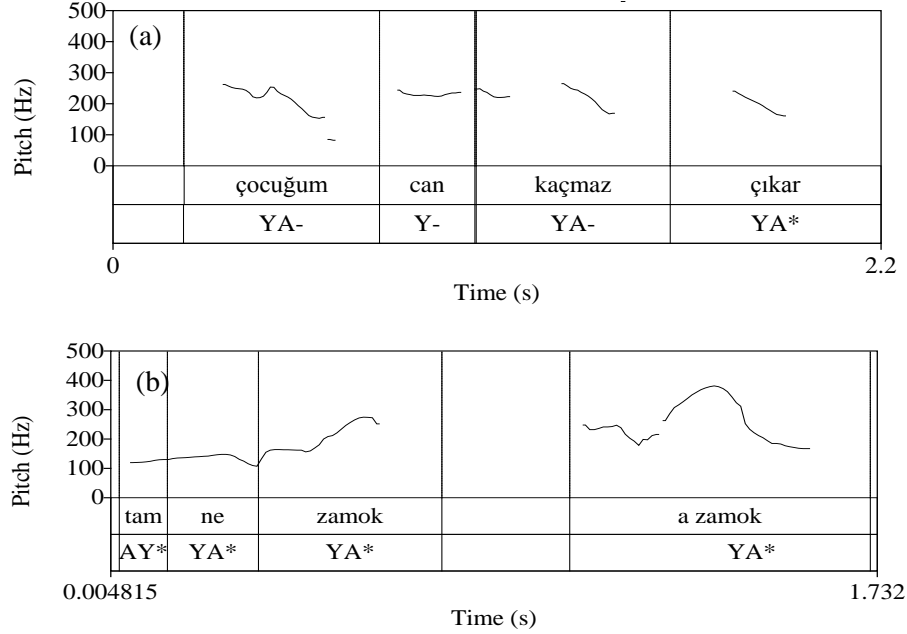 500
(a)
400
300
200
100
0
Pitch (Hz)
çocuğum can kaçmaz çıkar
YA- Y- YA- YA*
0 2.2
Time (s)
500
(b)
400
300
200
100
0
Pitch (Hz)
tam ne zamok a zamok
AY* YA* YA* YA*
0.004815 1.732
Time (s)